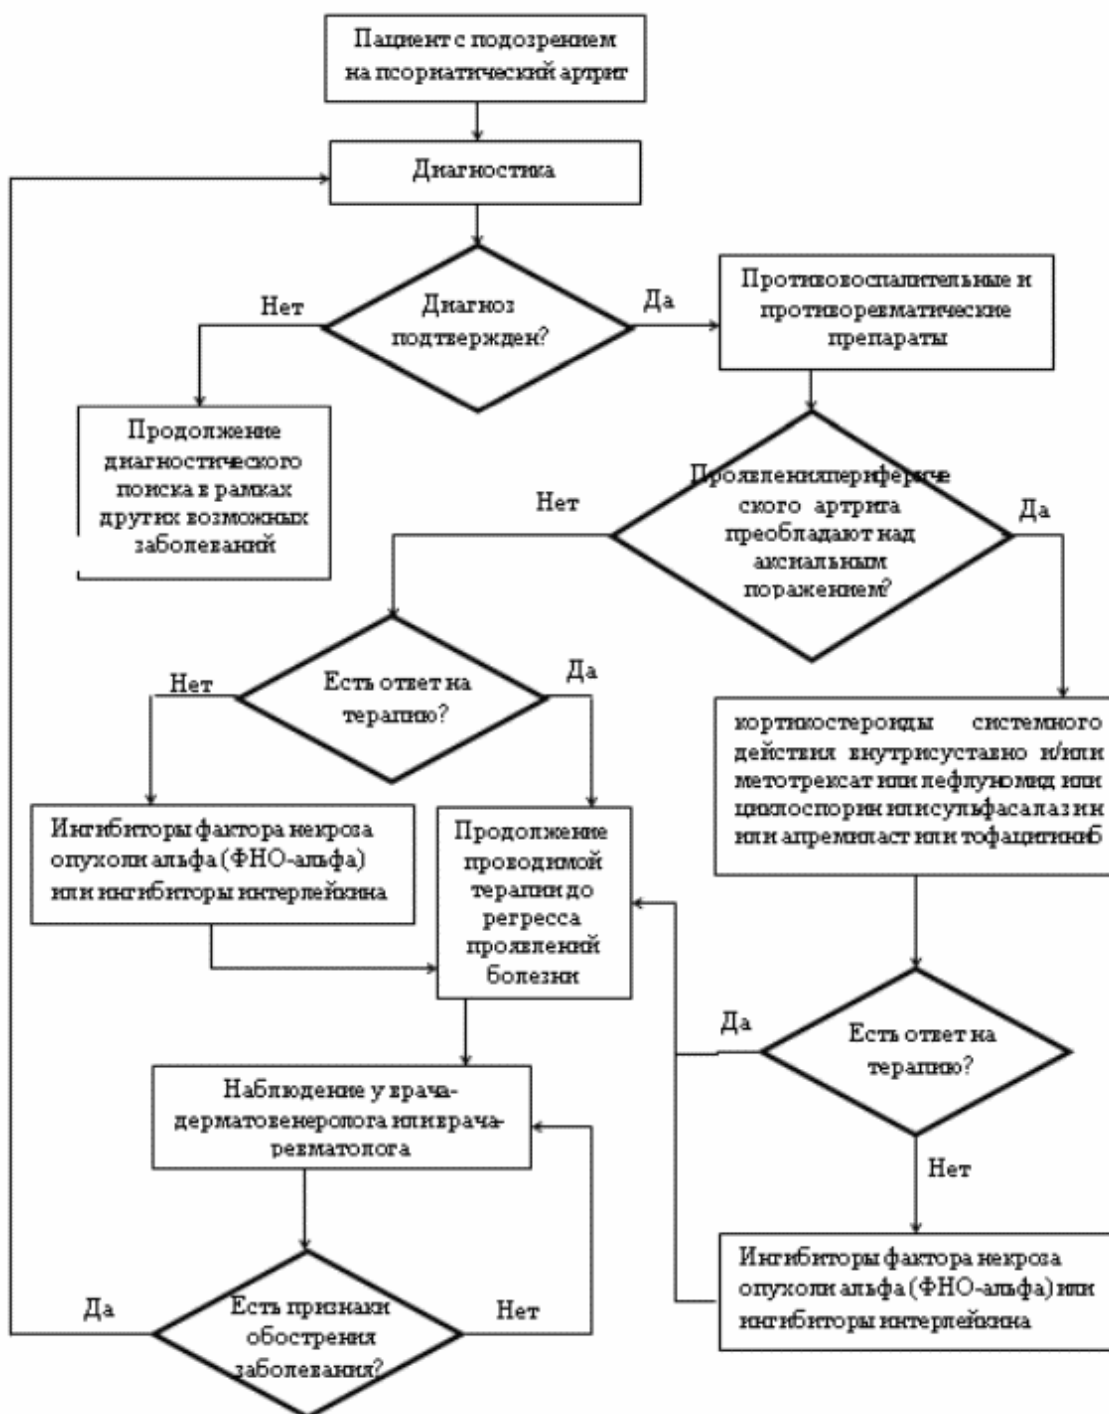 Пациент с подозрением
на псориатический артрит
Диагностика
Диагноз
подтвержден?
Нет
Да
Противовоспалительные и
противоревматические
препараты
Продолжение
диагностического
поиска в рамках
других возможных
заболеваний
Проявления перифериче
ского артрита
преобладают над
аксиальным
поражением?
Нет
Да
Есть ответ на
терапию?
Нет
Да
кортикостероиды системного
действия внутрисуставно и/или
метотрексат или лефлуномид или
циклоспорин или сульфасалазин
или апремиласт или тофацитиниб
Ингибиторы фактора некроза
опухоли альфа (ФНО-альфа)
или ингибиторы интерлейкина
Продолжение
проводимой
терапии до
регресса
проявлений
болезни
Есть ответ на
терапию?
Да
Нет
Наблюдение у врача-
дерматовенеролога или врача-
ревматолога
Ингибиторы фактора некроза
опухоли альфа (ФНО-альфа) или
ингибиторы интерлейкина
Есть признаки
обострения
заболевания?
Да
Нет